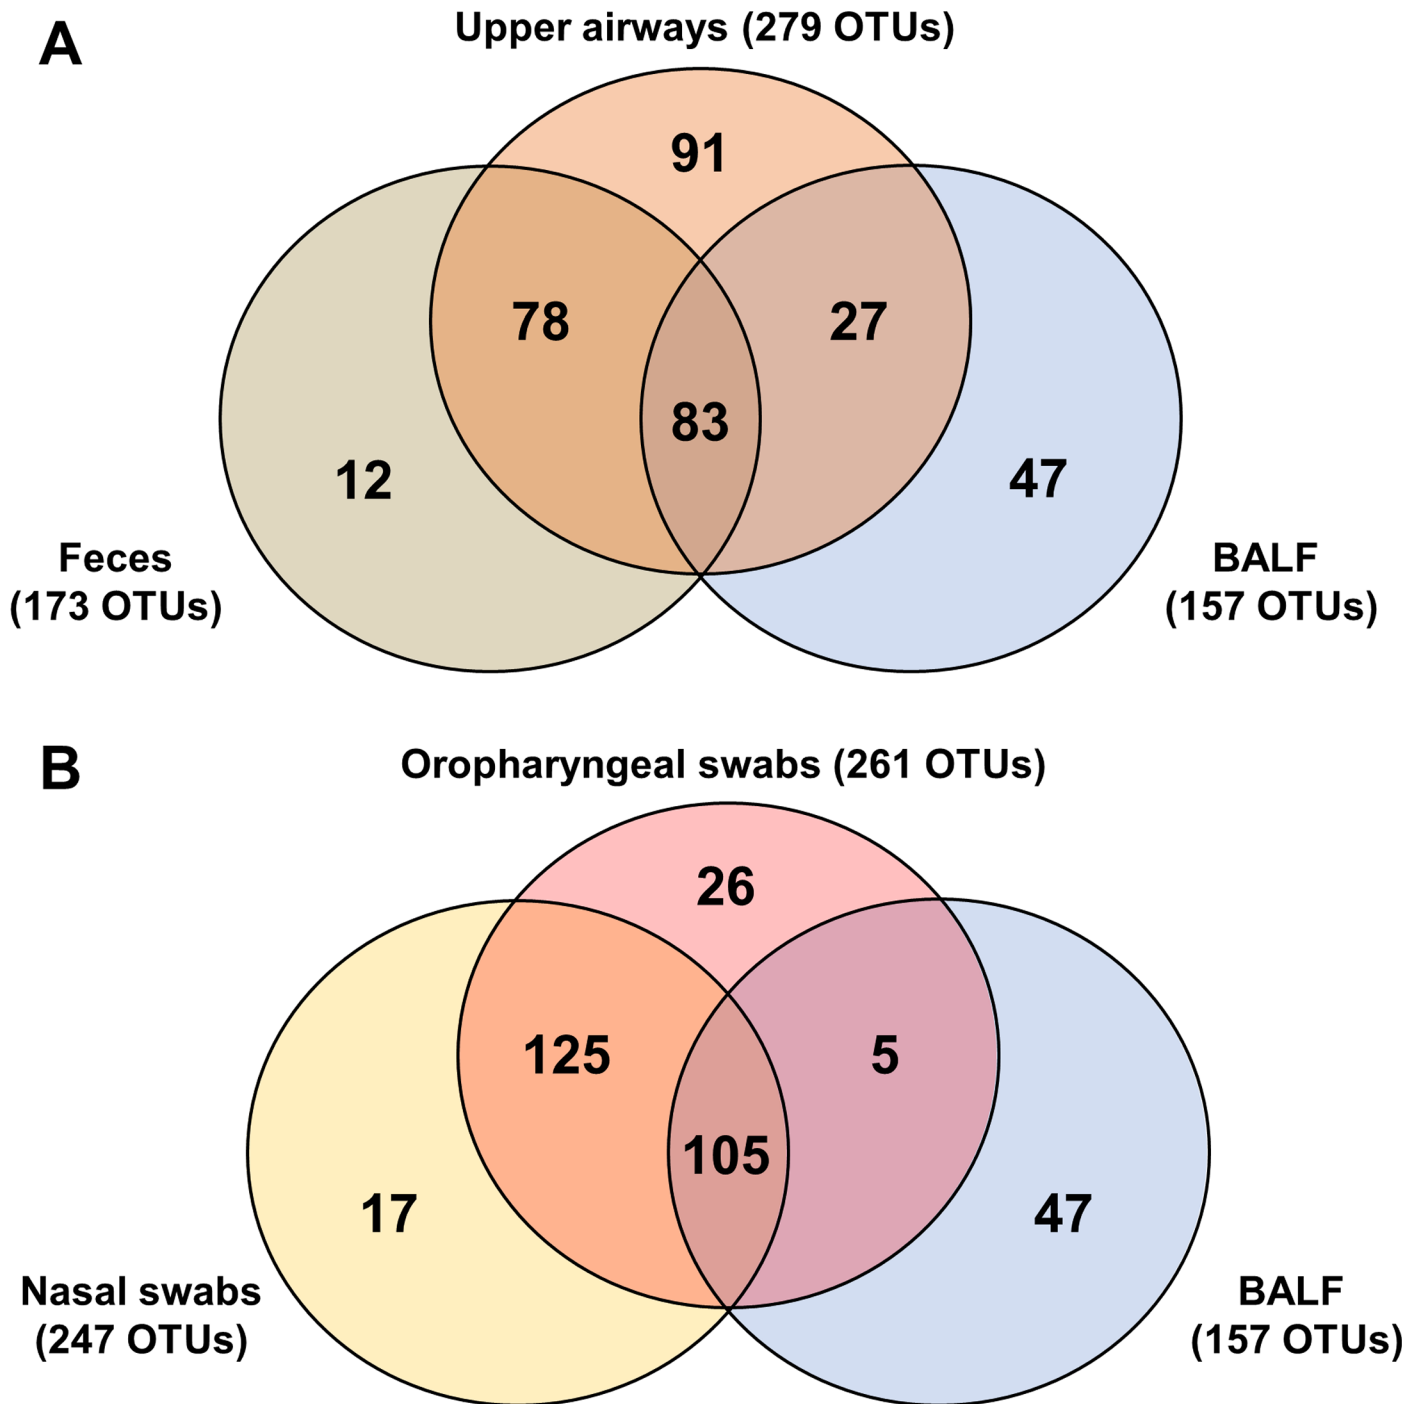 A
Upper airways (279 OTUs)
91
78
27
83
12
47
Feces
(173 OTUs)
BALF
(157 OTUs)
B
Oropharyngeal swabs (261 OTUs)
26
125
5
105
17
47
Nasal swabs
(247 OTUs)
BALF
(157 OTUs)